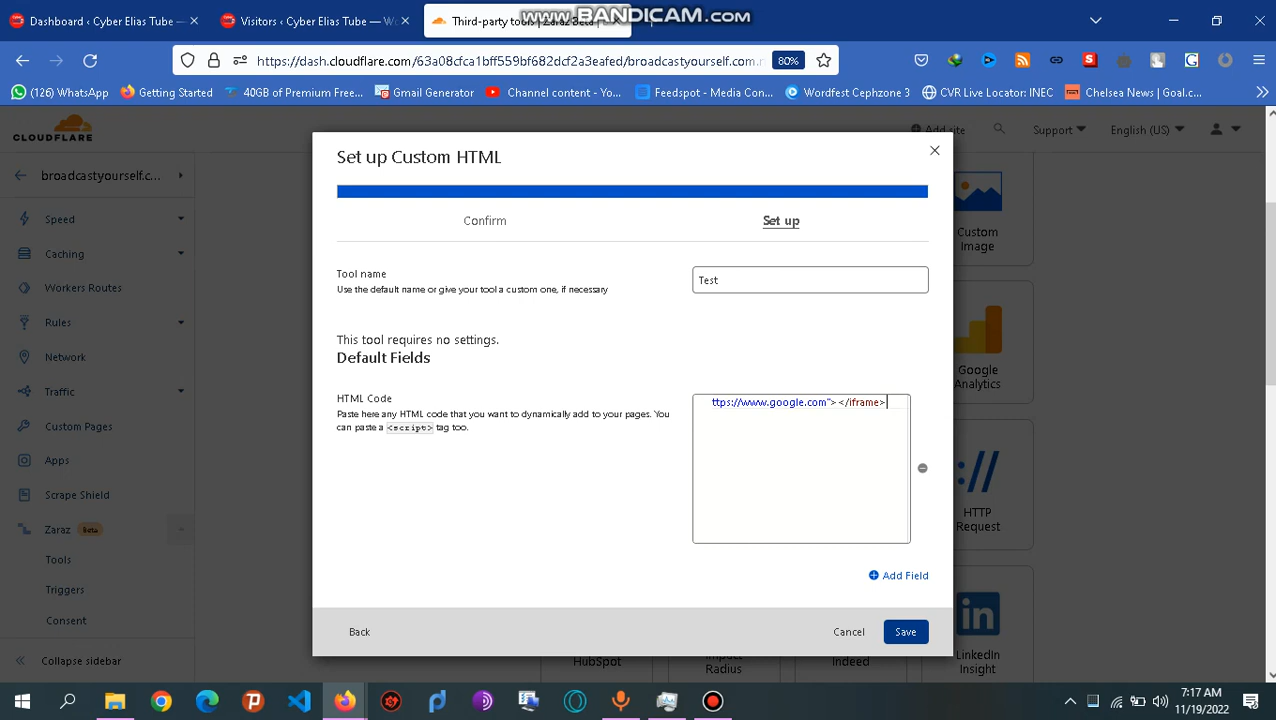 Dashboard ‹ Cyber Elias Tube —
Visitors ‹ Cyber Elias Tube — W
Third-party tools | Zaraz Beta |
www.BANDICAM.com
https://dash.cloudflare.com/63a08cfca1bff559bf682dcf2a3eafed/broadcastyourself.com.n
80%
(126) WhatsApp
Getting Started
40GB of Premium Free...
Gmail Generator
Channel content - Yo...
Feedspot - Media Con...
Wordfest Cephzone 3
CVR Live Locator: INEC
Chelsea News | Goal.c...
CLOUDFLARE
Add site
Support
English (US)
broadcastyourself.c...
Speed
Caching
Workers Routes
Rules
Network
Traffic
Custom Pages
Apps
Scrape Shield
Zaraz Beta
Tools
Triggers
Consent
Collapse sidebar
Set up Custom HTML
Confirm
Set up
Tool name
Use the default name or give your tool a custom one, if necessary
Test
This tool requires no settings.
Default Fields
HTML Code
Paste here any HTML code that you want to dynamically add to your pages. You
can paste a <script> tag too.
ttps://www.google.com"></iframe>
Add Field
Back
Cancel
Save
Custom
Image
Google
Analytics
HTTP
Request
LinkedIn
Insight
HubSpot
Impact
Radius
Indeed
7:17 AM
11/19/2022